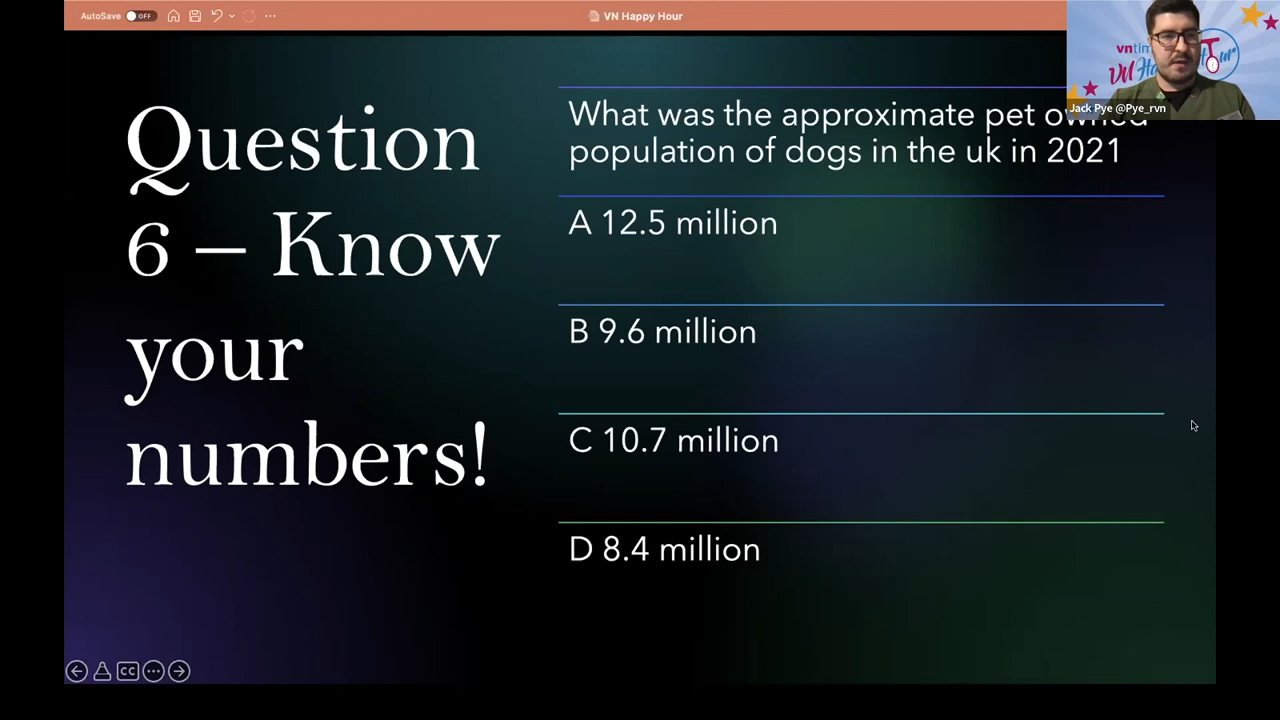 AutoSave OFF
VN Happy Hour
Question
6 – Know
your
numbers!
What was the approximate pet owned
population of dogs in the uk in 2021
A 12.5 million
B 9.6 million
C 10.7 million
D 8.4 million
CC
Jack Pye @Pye_rvn